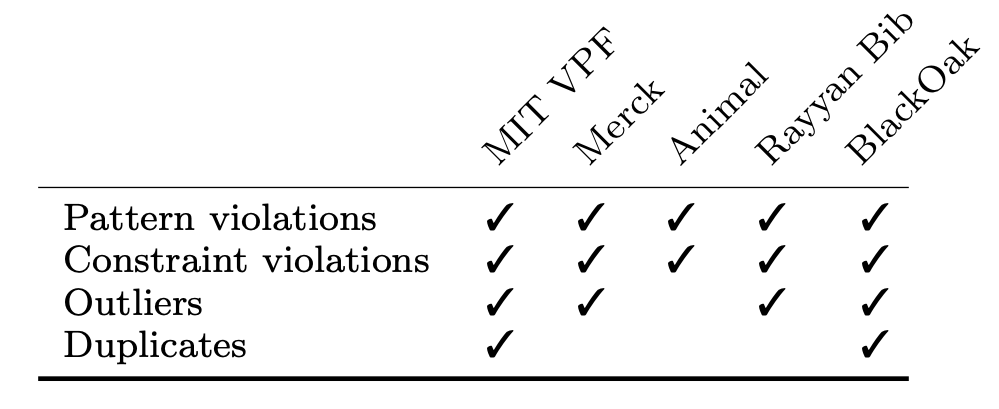 MIT VPF Merck Animal Rayyan Bib BlackOak
Pattern violations ✓ ✓ ✓ ✓ ✓
Constraint violations ✓ ✓ ✓ ✓ ✓
Outliers ✓ ✓ ✓ ✓
Duplicates ✓ ✓